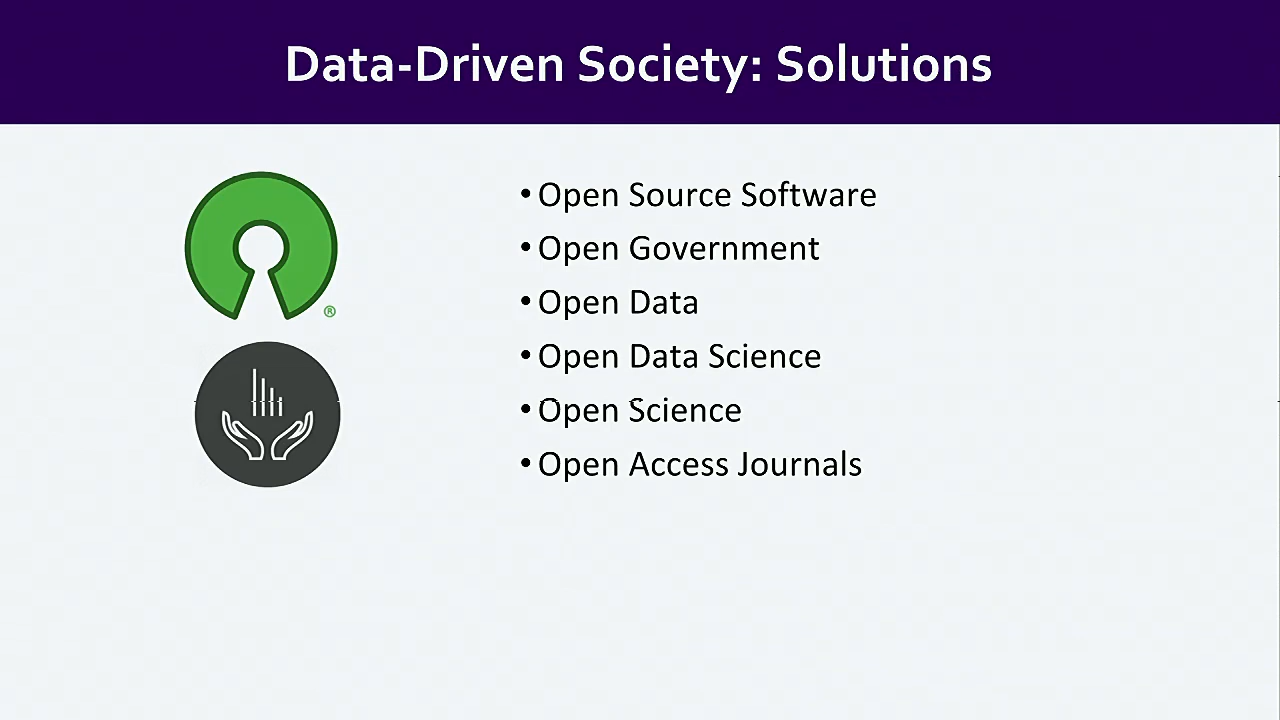 Data-Driven Society: Solutions
• Open Source Software
• Open Government
• Open Data
• Open Data Science
• Open Science
• Open Access Journals
®